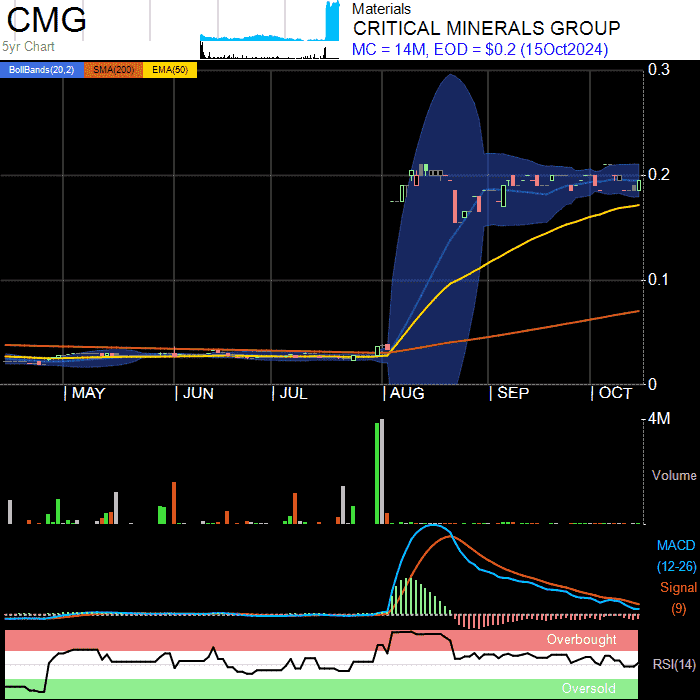 CMG
5yr Chart
Materials
CRITICAL MINERALS GROUP
MC = 14M, EOD = $0.2 (15Oct2024)
BollBands(20,2) SMA(200) EMA(50)
0.3
0.2
0.1
0
| MAY | JUN | JUL | AUG | SEP | OCT
4M
Volume
MACD
(12-26)
Signal
(9)
Overbought
RSI(14)
Oversold